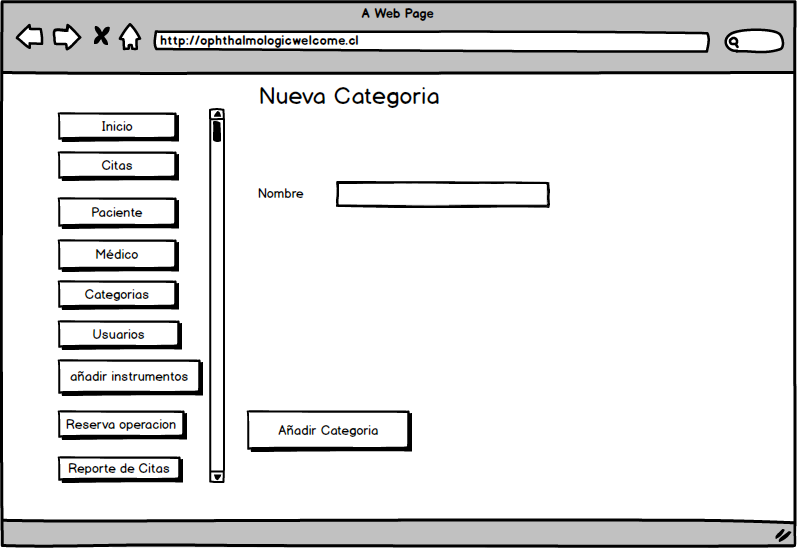 A Web Page
http://ophthalmologicwelcome.cl
Nueva Categoria
Inicio
Citas
Paciente
Médico
Categorias
Usuarios
añadir instrumentos
Reserva operacion
Reporte de Citas
Nombre
Añadir Categoria